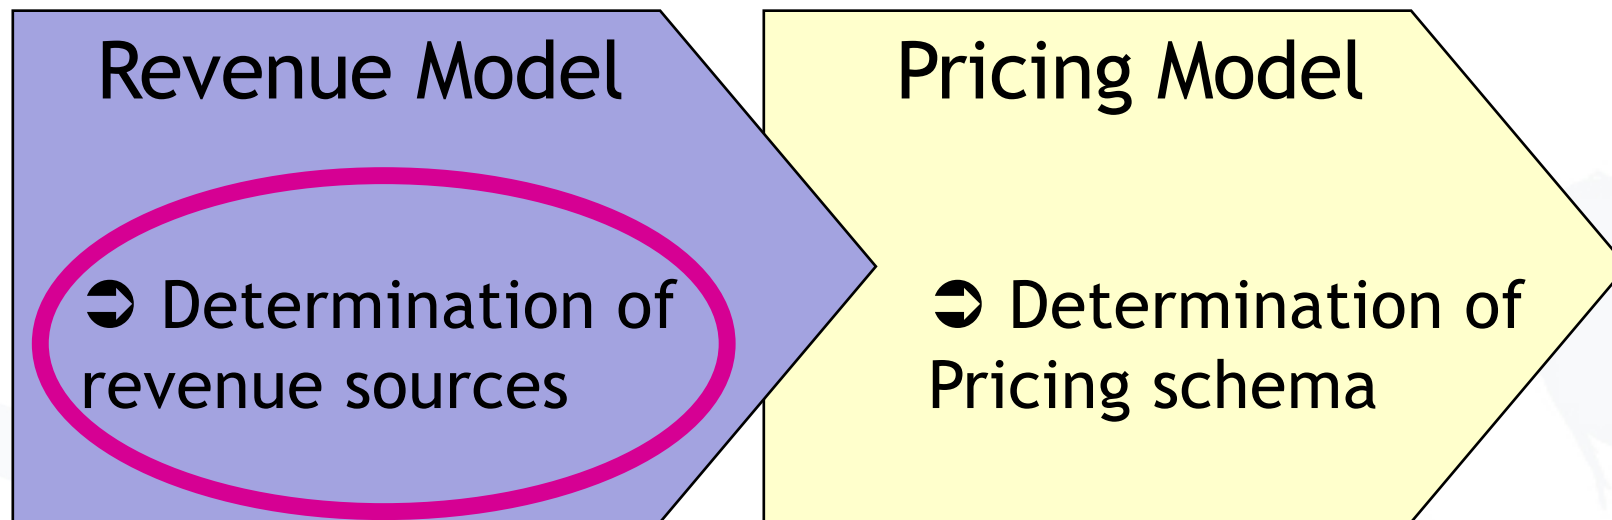 Revenue Model
➲ Determination of
revenue sources
Pricing Model
➲ Determination of
Pricing schema